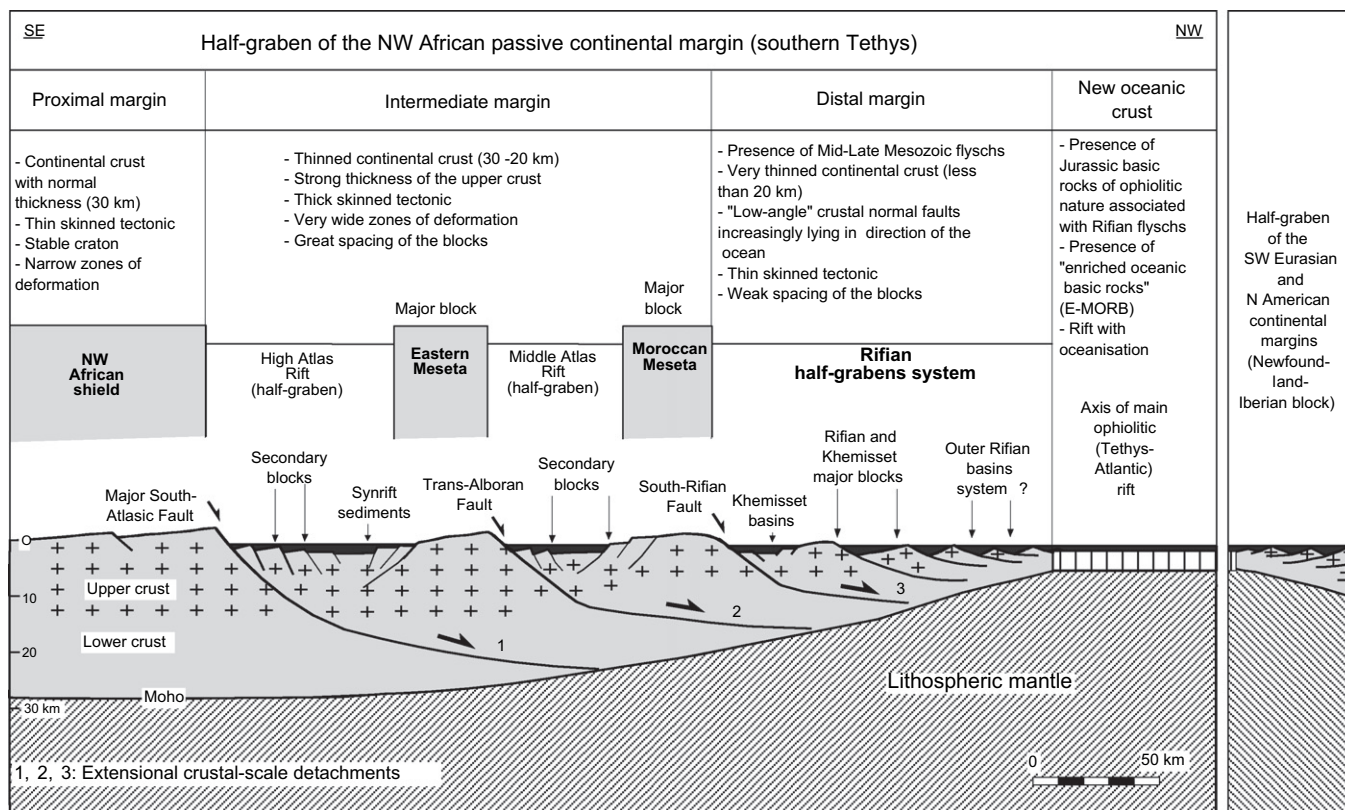 SE
NW
Half-graben of the NW African passive continental margin (southern Tethys)
Proximal margin
Intermediate margin
Distal margin
New oceanic
crust
- Continental crust
with normal
thickness (30 km)
- Thin skinned tectonic
- Stable craton
- Narrow zones of
deformation
- Thinned continental crust (30 -20 km)
- Strong thickness of the upper crust
- Thick skinned tectonic
- Very wide zones of deformation
- Great spacing of the blocks
- Presence of Mid-Late Mesozoic flyschs
- Very thinned continental crust (less
than 20 km)
- "Low-angle" crustal normal faults
increasingly lying in direction of the
ocean
- Thin skinned tectonic
- Weak spacing of the blocks
- Presence of
Jurassic basic
rocks of ophiolitic
nature associated
with Rifian flyschs
- Presence of
"enriched oceanic
basic rocks"
(E-MORB)
- Rift with
oceanisation
Half-graben
of the
SW Eurasian
and
N American
continental
margins
(Newfound-
land-
Iberian block)
NW
African
shield
High Atlas
Rift
(half-graben)
Major block
Eastern
Meseta
Middle Atlas
Rift
(half-graben)
Major
block
Moroccan
Meseta
Rifian
half-grabens system
Axis of main
ophiolitic
(Tethys-
Atlantic)
rift
Major South-
Atlasic Fault
Secondary
blocks
Synrift
sediments
Trans-Alboran
Fault
Secondary
blocks
South-Rifian
Fault
Khemisset
basins
Rifian and
Khemisset
major blocks
Outer Rifian
basins
system ?
O
10
20
30 km
Upper crust
Lower crust
Moho
1
2
3
Lithospheric mantle
1, 2, 3: Extensional crustal-scale detachments
0
50 km